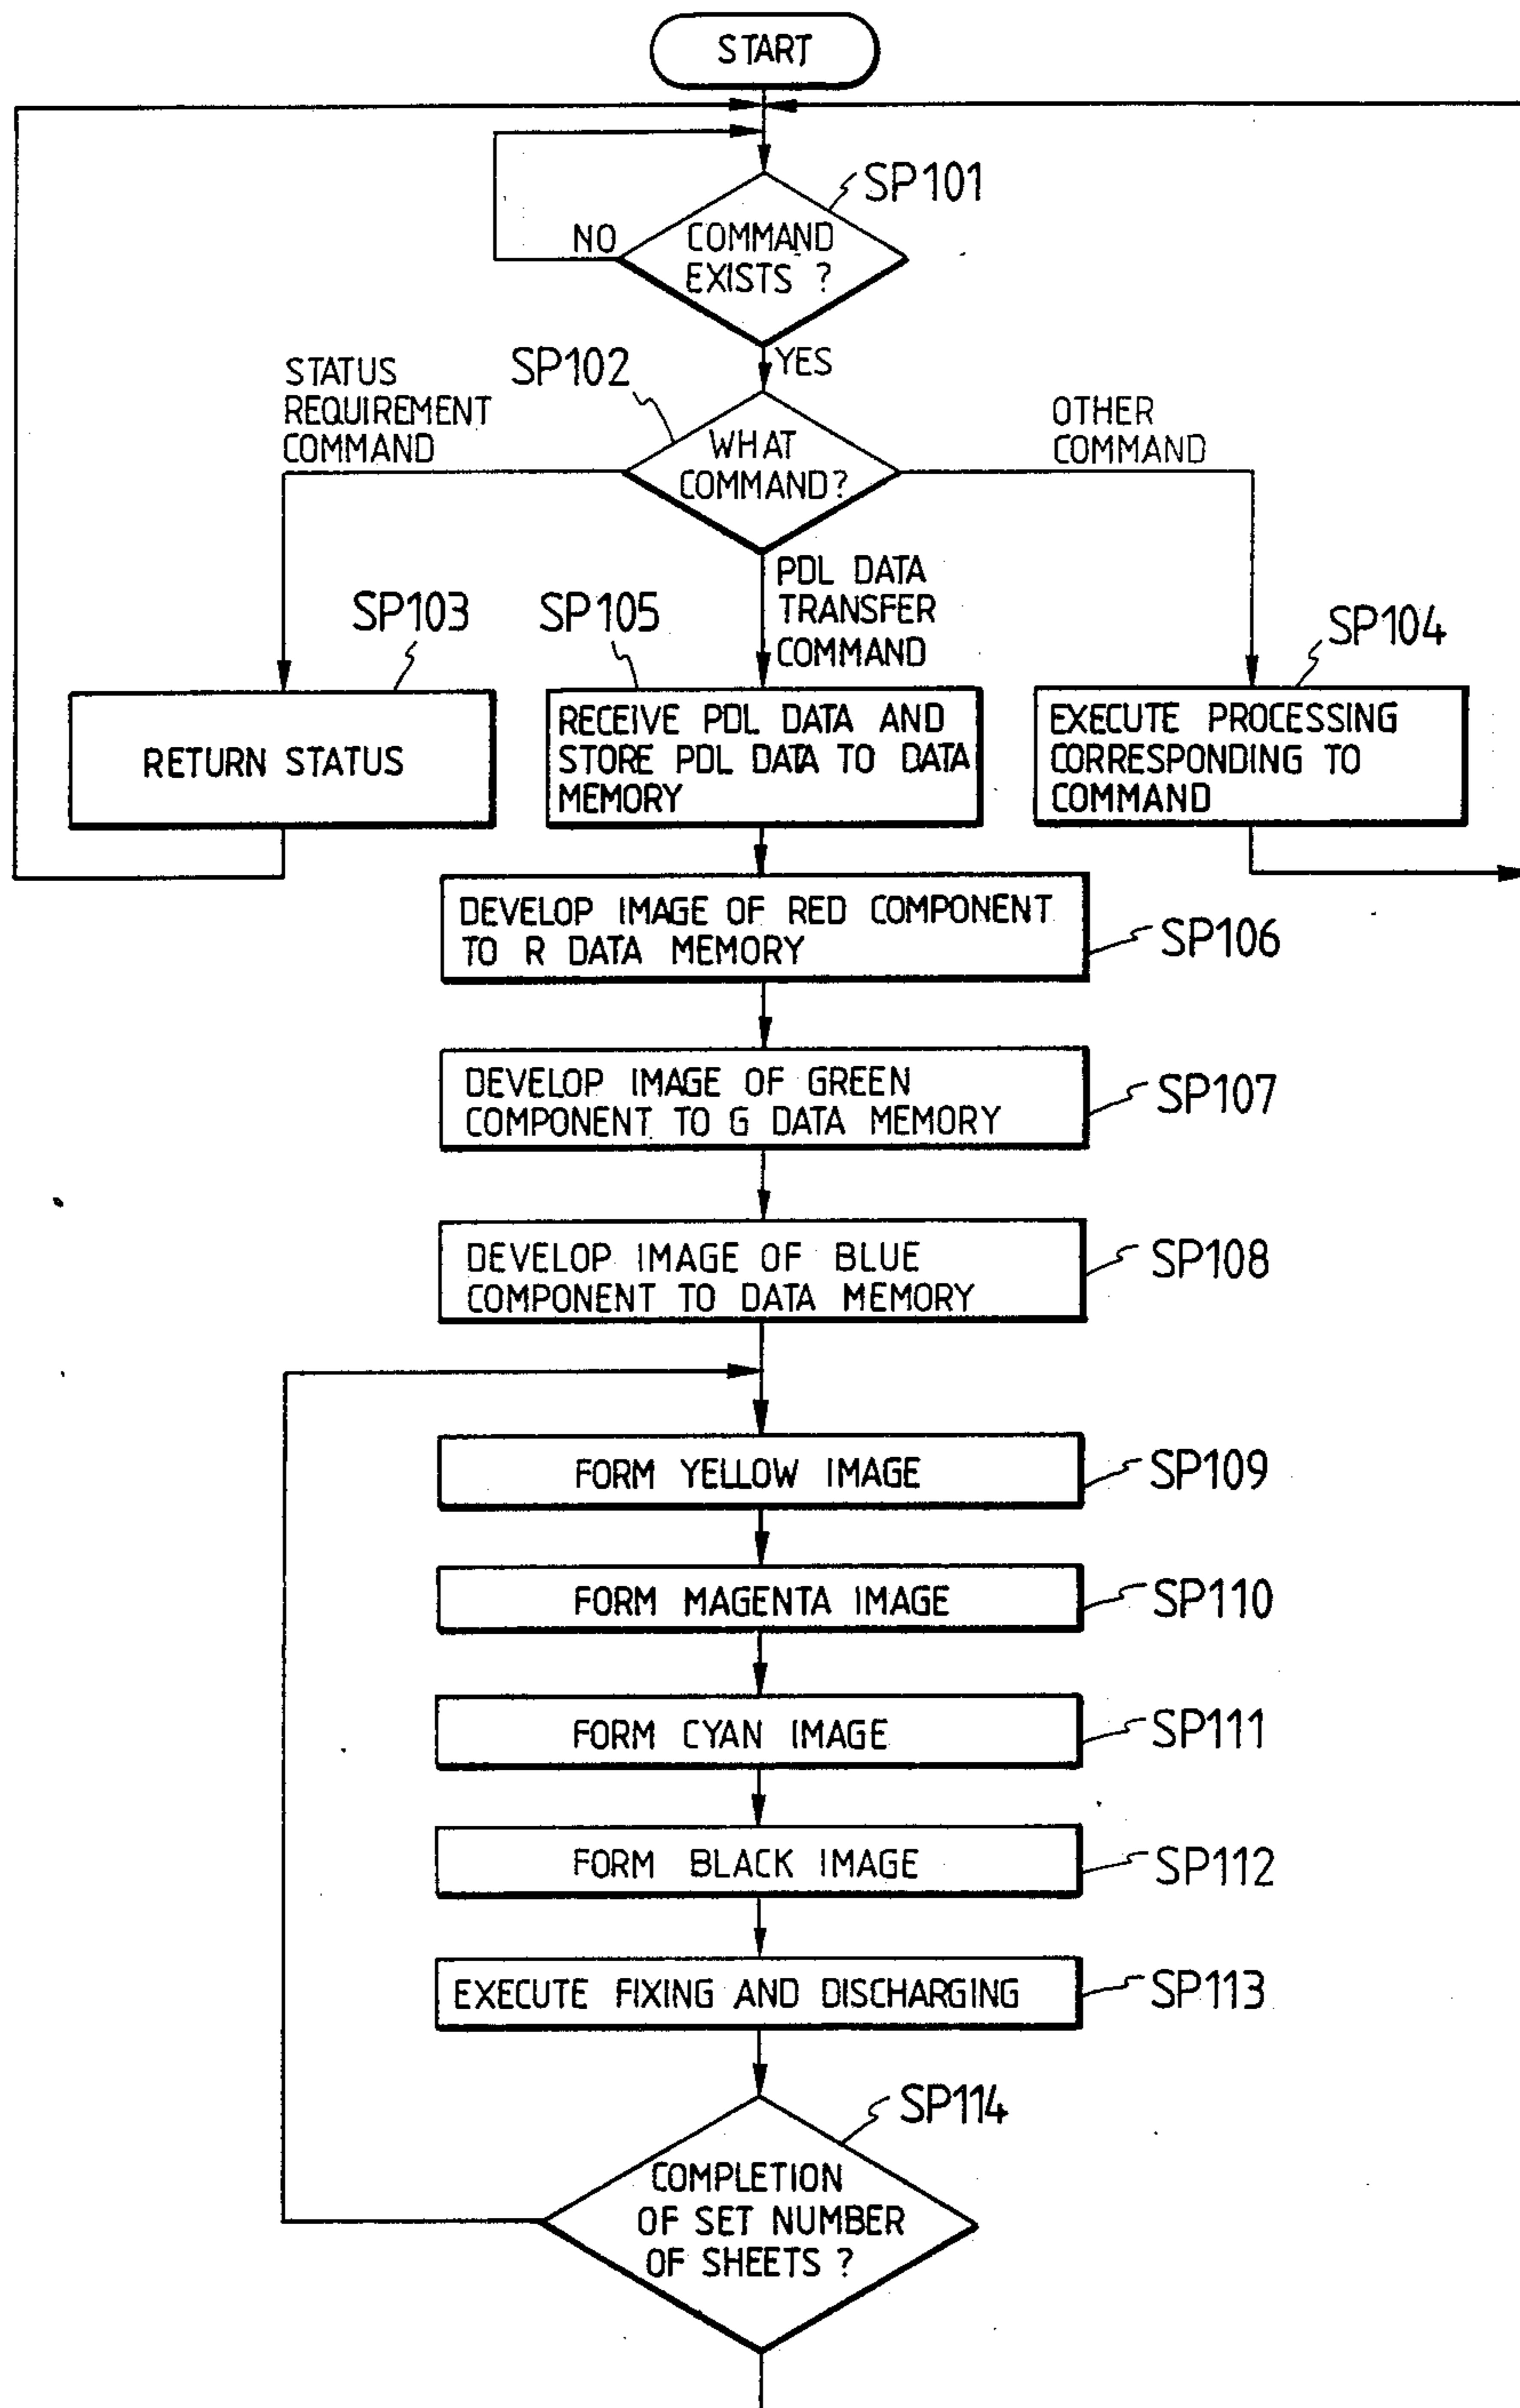 START
SP101
NO
COMMAND
EXISTS ?
YES
SP102
STATUS
REQUIREMENT
COMMAND
WHAT
COMMAND?
OTHER
COMMAND
PDL DATA
TRANSFER
COMMAND
SP103
SP105
SP104
RETURN STATUS
RECEIVE PDL DATA AND
STORE PDL DATA TO DATA
MEMORY
EXECUTE PROCESSING
CORRESPONDING TO
COMMAND
DEVELOP IMAGE OF RED COMPONENT
TO R DATA MEMORY
SP106
DEVELOP IMAGE OF GREEN
COMPONENT TO G DATA MEMORY
SP107
DEVELOP IMAGE OF BLUE
COMPONENT TO DATA MEMORY
SP108
FORM YELLOW IMAGE
SP109
FORM MAGENTA IMAGE
SP110
FORM CYAN IMAGE
SP111
FORM BLACK IMAGE
SP112
EXECUTE FIXING AND DISCHARGING
SP113
SP114
COMPLETION
OF SET NUMBER
OF SHEETS ?